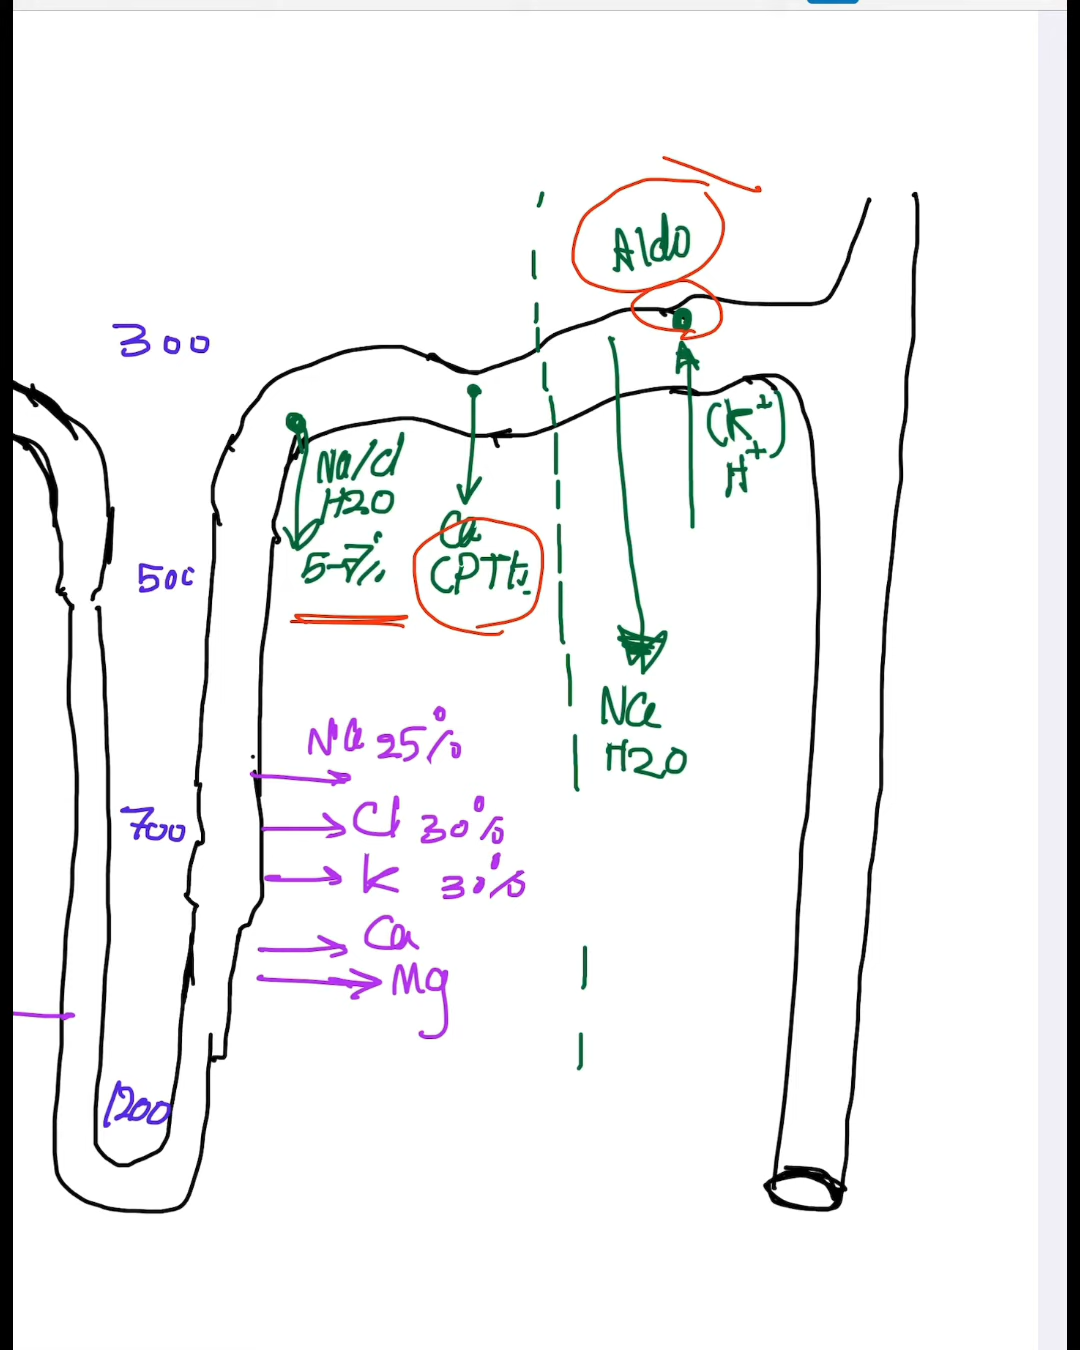 Aldo
300
(K+)
H+
Na/cl
H2O
5-7%
Ca
CPTH
500
Na
H2O
Na 25%
Cl 30%
K 30%
Ca
Mg
700
1200